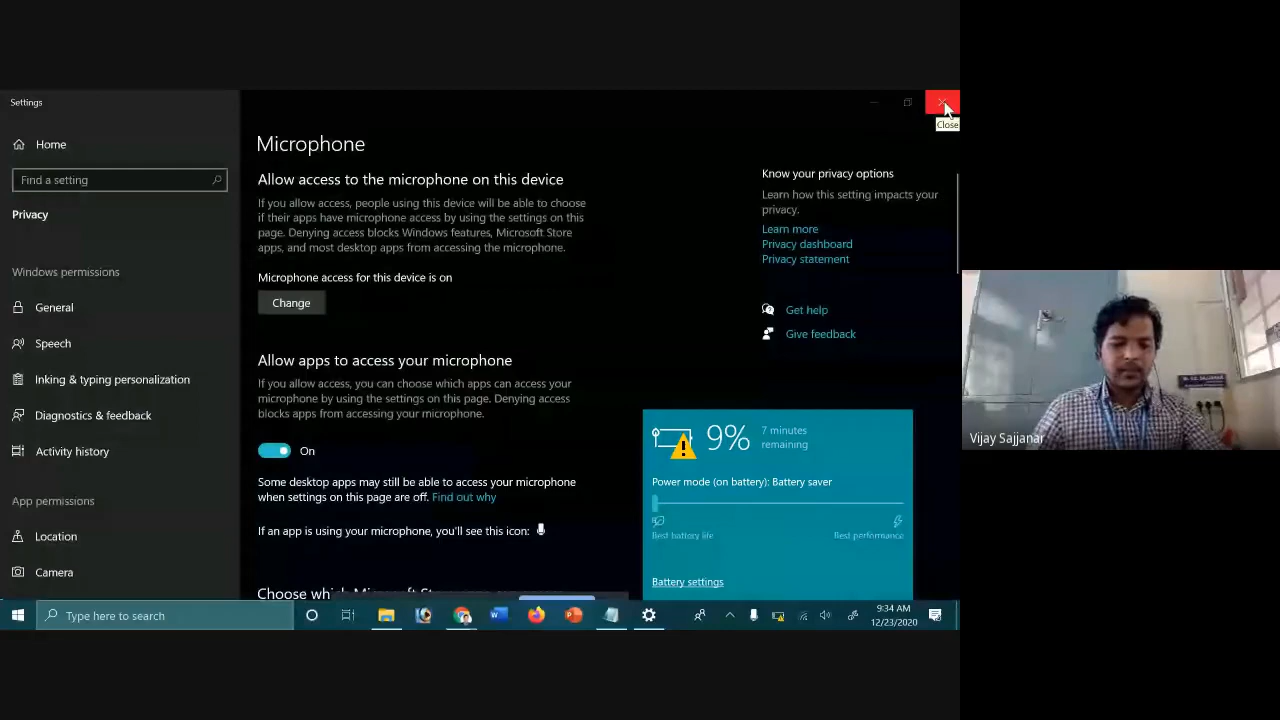 Settings
Close
Home
Find a setting
Privacy
Windows permissions
General
Speech
Inking & typing personalization
Diagnostics & feedback
Activity history
App permissions
Location
Camera
Microphone
Allow access to the microphone on this device
If you allow access, people using this device will be able to choose
if their apps have microphone access by using the settings on this
page. Denying access blocks Windows features, Microsoft Store
apps, and most desktop apps from accessing the microphone.
Microphone access for this device is on
Change
Allow apps to access your microphone
If you allow access, you can choose which apps can access your
microphone by using the settings on this page. Denying access
blocks apps from accessing your microphone.
On
Some desktop apps may still be able to access your microphone
when settings on this page are off. Find out why
If an app is using your microphone, you'll see this icon:
Choose which Microsoft Store
Know your privacy options
Learn how this setting impacts your
privacy.
Learn more
Privacy dashboard
Privacy statement
Get help
Give feedback
9%
7 minutes
remaining
Power mode (on battery): Battery saver
Best battery life
Best performance
Battery settings
Type here to search
9:34 AM
12/23/2020
Vijay Sajjanar